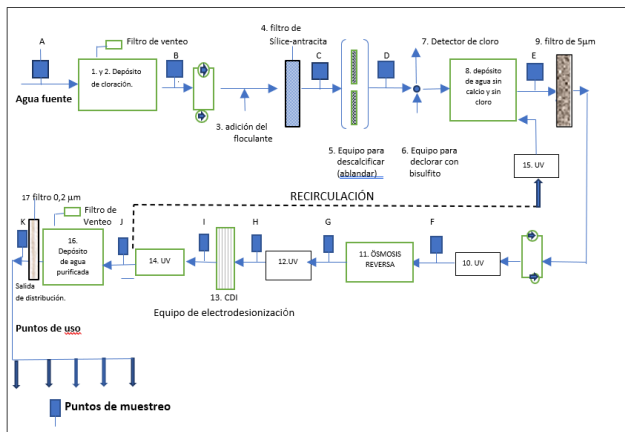 A
Filtro de venteo
B
4. filtro de
Sílice-antracita
C
D
7. Detector de cloro
E
9. filtro de 5µm
1. y 2. Depósito
de cloración.
8. depósito
de agua sin
calcio y sin
cloro
Agua fuente
3. adición del
floculante
5. Equipo para
descalcificar
(ablandar)
6. Equipo para
declorar con
bisulfito
15. UV
RECIRCULACIÓN
17 filtro 0,2 µm
Filtro de
Venteo
K
J
I
H
G
F
16.
Depósito
de agua
purificada.
14. UV
12.UV
11. ÒSMOSIS
REVERSA
10. UV
13. CDI
Equipo de electrodesionización
Salida
de distribución.
Puntos de uso
Puntos de muestreo